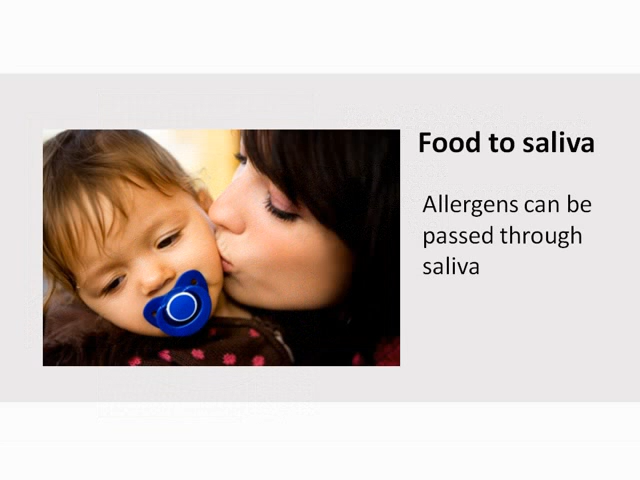 Food to saliva
Allergens can be
passed through
saliva